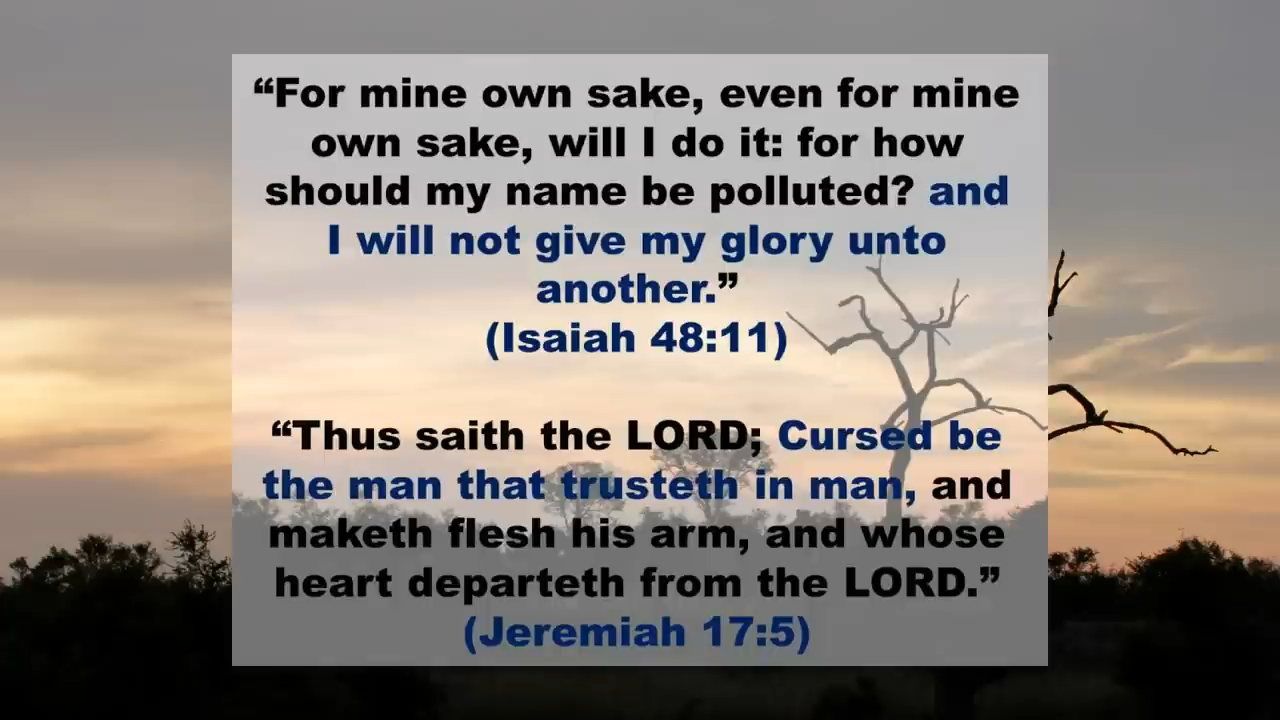 “For mine own sake, even for mine
own sake, will I do it: for how
should my name be polluted? and
I will not give my glory unto
another.”
(Isaiah 48:11)
“Thus saith the LORD; Cursed be
the man that trusteth in man, and
maketh flesh his arm, and whose
heart departeth from the LORD.”
(Jeremiah 17:5)